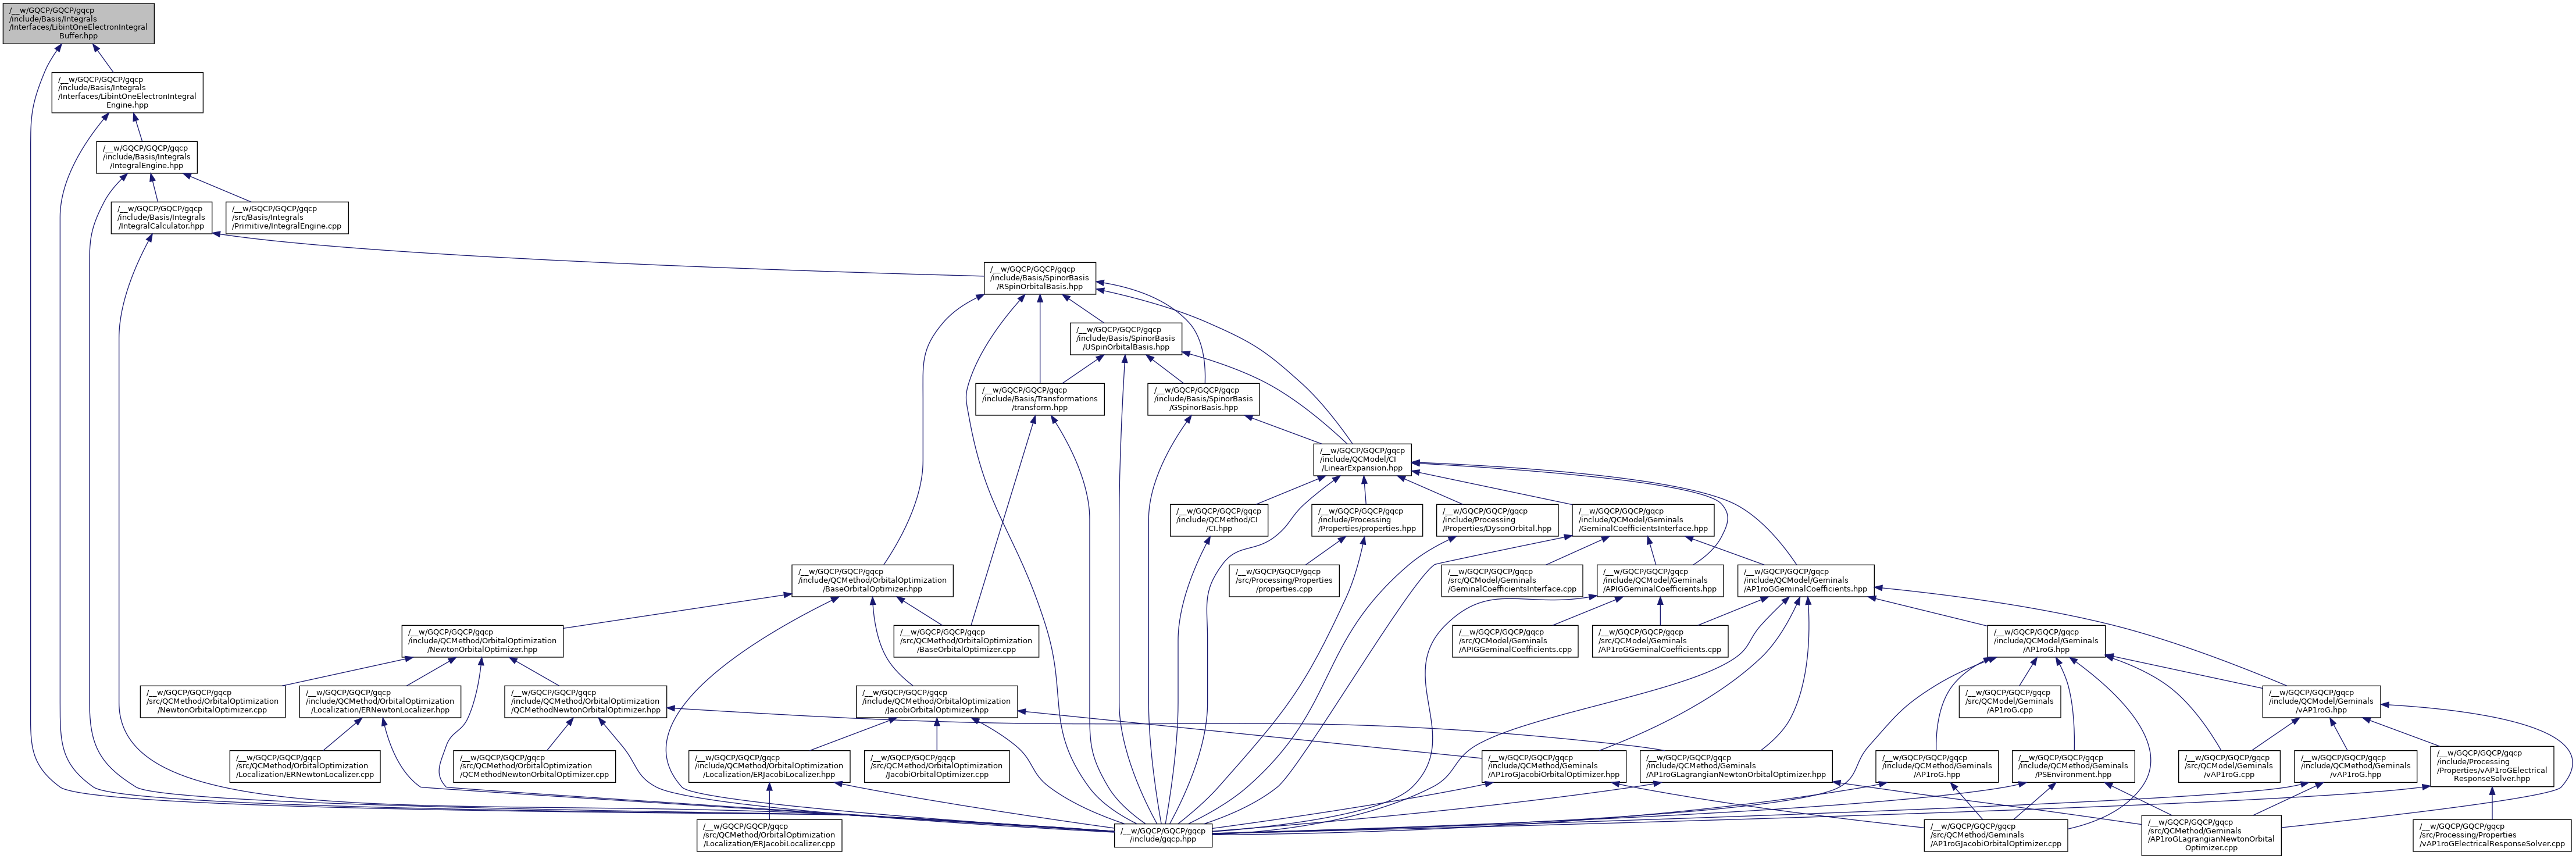 /__w/GQCP/GQCP/gqcp
/include/Basis/Integrals
/Interfaces/LibintOneElectronIntegral
Buffer.hpp
/__w/GQCP/GQCP/gqcp
/include/Basis/Integrals
/Interfaces/LibintOneElectronIntegral
Engine.hpp
/__w/GQCP/GQCP/gqcp
/include/Basis/Integrals
/IntegralEngine.hpp
/__w/GQCP/GQCP/gqcp
/include/Basis/Integrals
/IntegralCalculator.hpp
/__w/GQCP/GQCP/gqcp
/src/Basis/Integrals
/Primitive/IntegralEngine.cpp
/__w/GQCP/GQCP/gqcp
/include/Basis/SpinorBasis
/RSpinOrbitalBasis.hpp
/__w/GQCP/GQCP/gqcp
/include/Basis/SpinorBasis
/USpinOrbitalBasis.hpp
/__w/GQCP/GQCP/gqcp
/include/Basis/Transformations
/transform.hpp
/__w/GQCP/GQCP/gqcp
/include/Basis/SpinorBasis
/GSpinorBasis.hpp
/__w/GQCP/GQCP/gqcp
/include/QCModel/CI
/LinearExpansion.hpp
/__w/GQCP/GQCP/gqcp
/include/QCMethod/CI
/CI.hpp
/__w/GQCP/GQCP/gqcp
/include/Processing
/Properties/properties.hpp
/__w/GQCP/GQCP/gqcp
/include/Processing
/Properties/DysonOrbital.hpp
/__w/GQCP/GQCP/gqcp
/include/QCModel/Geminals
/GeminalCoefficientsInterface.hpp
/__w/GQCP/GQCP/gqcp
/include/QCMethod/OrbitalOptimization
/BaseOrbitalOptimizer.hpp
/__w/GQCP/GQCP/gqcp
/src/Processing/Properties
/properties.cpp
/__w/GQCP/GQCP/gqcp
/src/QCModel/Geminals
/GeminalCoefficientsInterface.cpp
/__w/GQCP/GQCP/gqcp
/include/QCModel/Geminals
/APIGGeminalCoefficients.hpp
/__w/GQCP/GQCP/gqcp
/include/QCModel/Geminals
/AP1roGGeminalCoefficients.hpp
/__w/GQCP/GQCP/gqcp
/include/QCMethod/OrbitalOptimization
/NewtonOrbitalOptimizer.hpp
/__w/GQCP/GQCP/gqcp
/src/QCMethod/OrbitalOptimization
/BaseOrbitalOptimizer.cpp
/__w/GQCP/GQCP/gqcp
/src/QCModel/Geminals
/APIGGeminalCoefficients.cpp
/__w/GQCP/GQCP/gqcp
/src/QCModel/Geminals
/AP1roGGeminalCoefficients.cpp
/__w/GQCP/GQCP/gqcp
/include/QCModel/Geminals
/AP1roG.hpp
/__w/GQCP/GQCP/gqcp
/src/QCMethod/OrbitalOptimization
/NewtonOrbitalOptimizer.cpp
/__w/GQCP/GQCP/gqcp
/include/QCMethod/OrbitalOptimization
/Localization/ERNewtonLocalizer.hpp
/__w/GQCP/GQCP/gqcp
/include/QCMethod/OrbitalOptimization
/QCMethodNewtonOrbitalOptimizer.hpp
/__w/GQCP/GQCP/gqcp
/include/QCMethod/OrbitalOptimization
/JacobiOrbitalOptimizer.hpp
/__w/GQCP/GQCP/gqcp
/src/QCModel/Geminals
/AP1roG.cpp
/__w/GQCP/GQCP/gqcp
/include/QCModel/Geminals
/vAP1roG.hpp
/__w/GQCP/GQCP/gqcp
/src/QCMethod/OrbitalOptimization
/Localization/ERNewtonLocalizer.cpp
/__w/GQCP/GQCP/gqcp
/src/QCMethod/OrbitalOptimization
/QCMethodNewtonOrbitalOptimizer.cpp
/__w/GQCP/GQCP/gqcp
/include/QCMethod/OrbitalOptimization
/Localization/ERJacobiLocalizer.hpp
/__w/GQCP/GQCP/gqcp
/src/QCMethod/OrbitalOptimization
/JacobiOrbitalOptimizer.cpp
/__w/GQCP/GQCP/gqcp
/include/QCMethod/Geminals
/AP1roGJacobiOrbitalOptimizer.hpp
/__w/GQCP/GQCP/gqcp
/include/QCMethod/Geminals
/AP1roGLagrangianNewtonOrbitalOptimizer.hpp
/__w/GQCP/GQCP/gqcp
/include/QCMethod/Geminals
/AP1roG.hpp
/__w/GQCP/GQCP/gqcp
/include/QCMethod/Geminals
/PSEnvironment.hpp
/__w/GQCP/GQCP/gqcp
/src/QCModel/Geminals
/vAP1roG.cpp
/__w/GQCP/GQCP/gqcp
/include/QCMethod/Geminals
/vAP1roG.hpp
/__w/GQCP/GQCP/gqcp
/include/Processing
/Properties/vAP1roGElectrical
ResponseSolver.hpp
/__w/GQCP/GQCP/gqcp
/src/QCMethod/OrbitalOptimization
/Localization/ERJacobiLocalizer.cpp
/__w/GQCP/GQCP/gqcp
/include/gqcp.hpp
/__w/GQCP/GQCP/gqcp
/src/QCMethod/Geminals
/AP1roGJacobiOrbitalOptimizer.cpp
/__w/GQCP/GQCP/gqcp
/src/QCMethod/Geminals
/AP1roGLagrangianNewtonOrbital
Optimizer.cpp
/__w/GQCP/GQCP/gqcp
/src/Processing/Properties
/vAP1roGElectricalResponseSolver.cpp